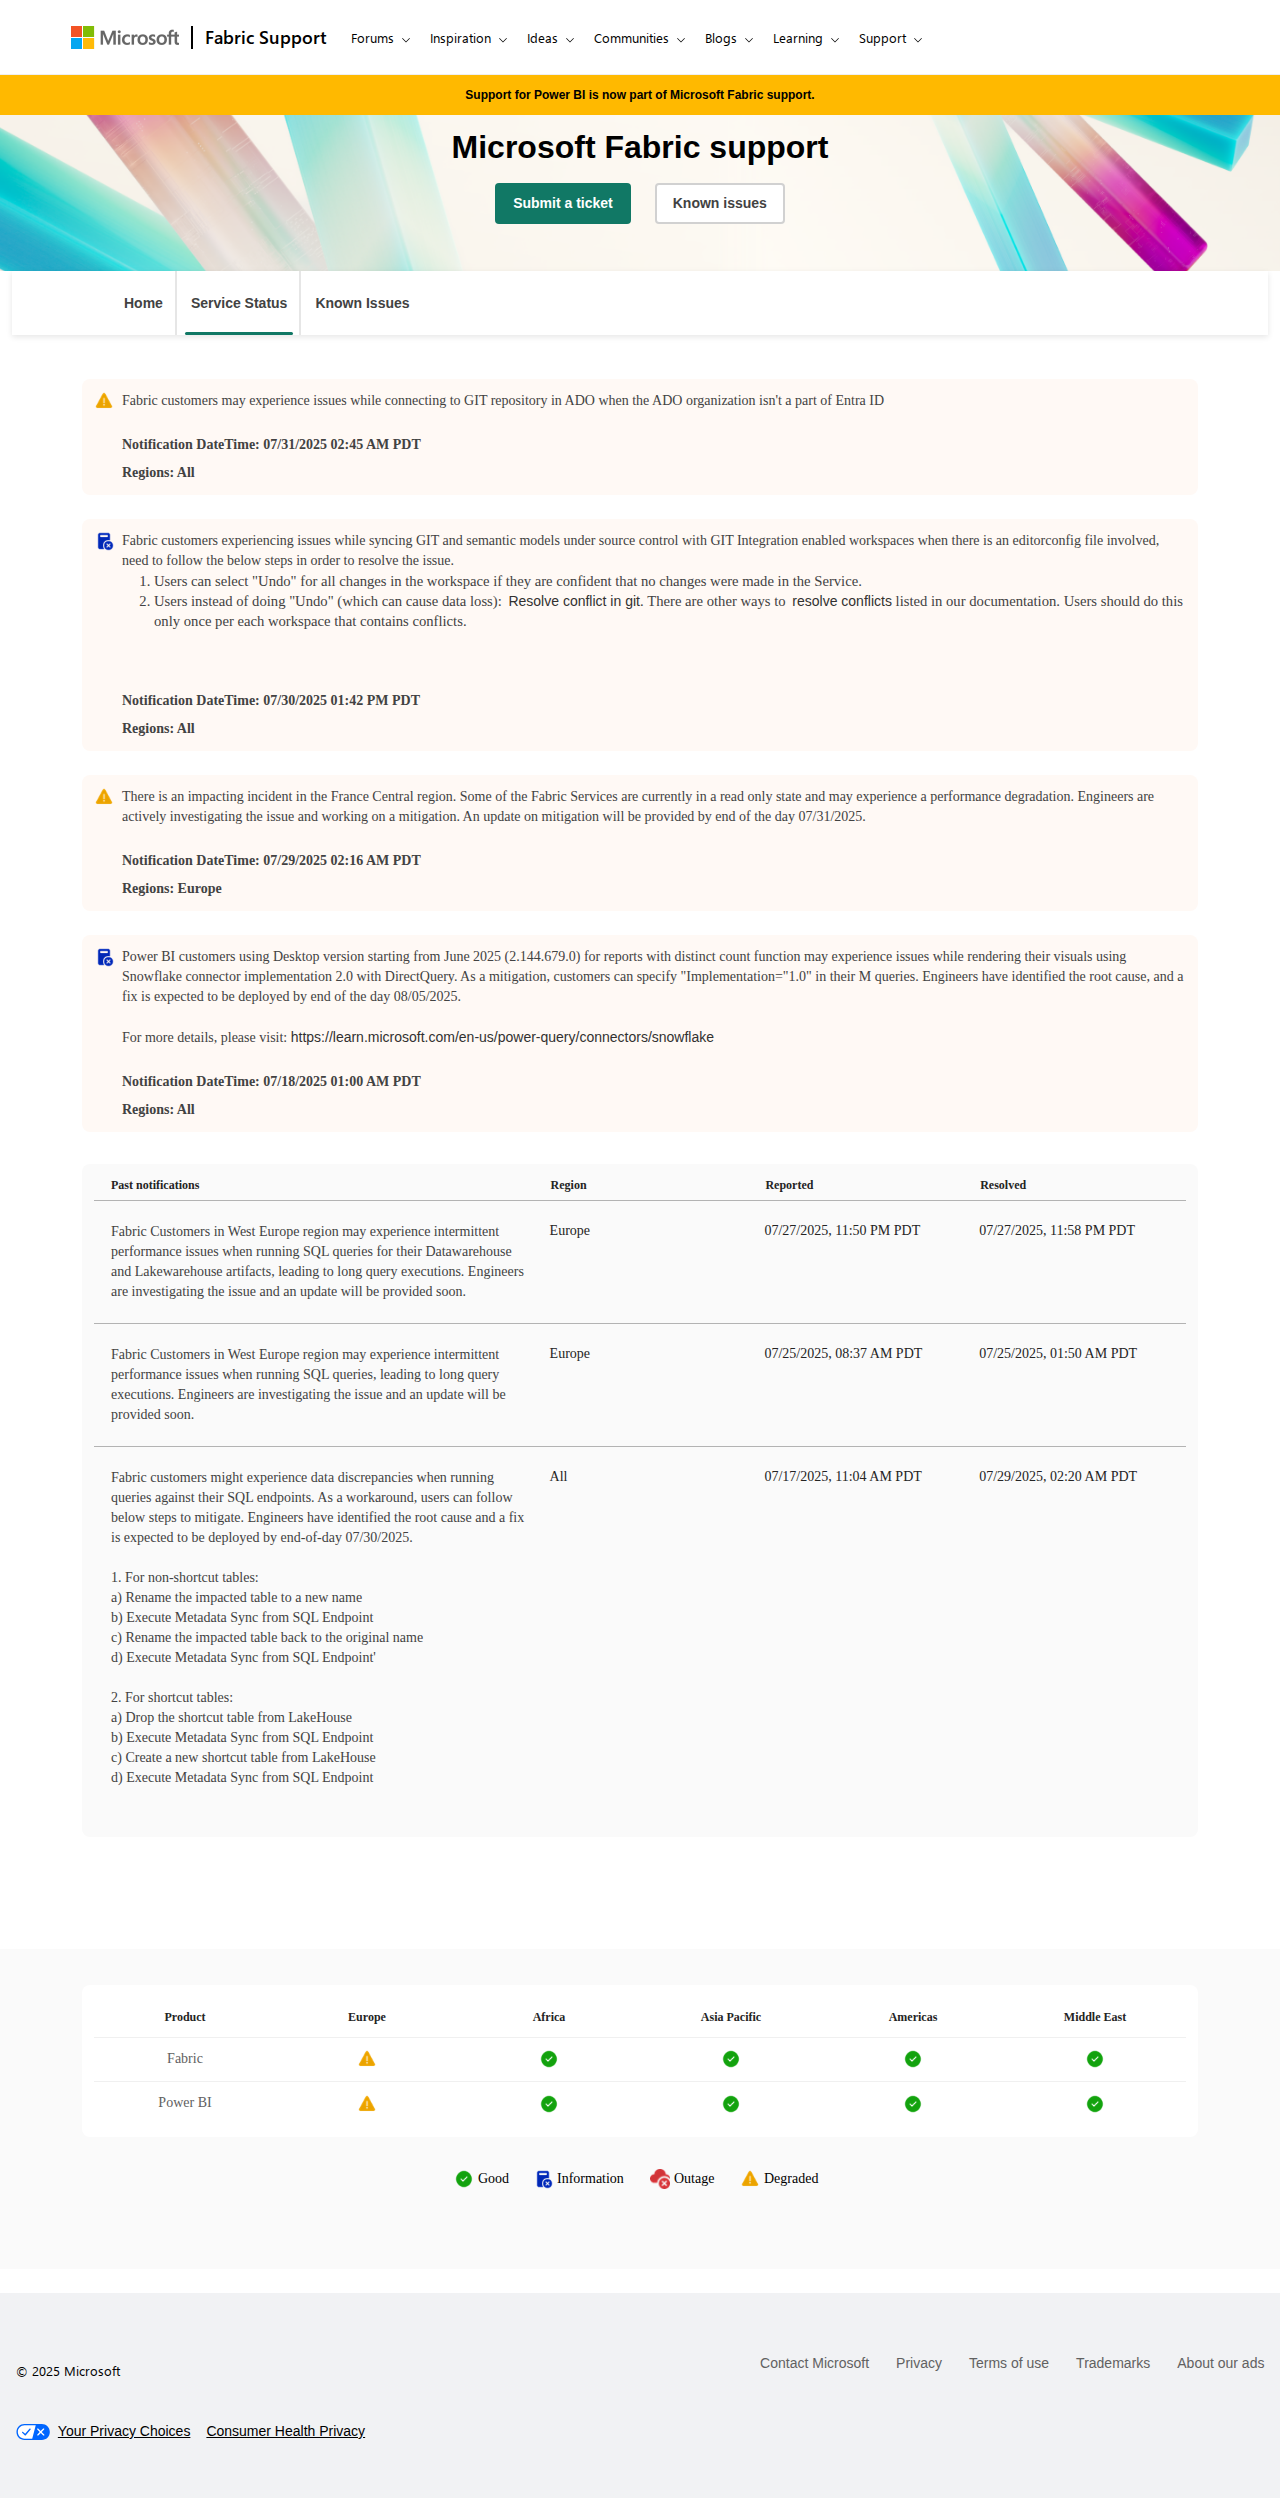 Microsoft Fabric Support Forums Inspiration Ideas Communities Blogs Learning Support
Support for Power BI is now part of Microsoft Fabric support.
Microsoft Fabric support
Submit a ticket Known issues
Home Service Status Known Issues
Fabric customers may experience issues while connecting to GIT repository in ADO when the ADO organization isn't a part of Entra ID
Notification DateTime: 07/31/2025 02:45 AM PDT
Regions: All
Fabric customers experiencing issues while syncing GIT and semantic models under source control with GIT Integration enabled workspaces when there is an editorconfig file involved,
need to follow the below steps in order to resolve the issue.
1. Users can select "Undo" for all changes in the workspace if they are confident that no changes were made in the Service.
2. Users instead of doing "Undo" (which can cause data loss): Resolve conflict in git. There are other ways to resolve conflicts listed in our documentation. Users should do this
only once per each workspace that contains conflicts.
Notification DateTime: 07/30/2025 01:42 PM PDT
Regions: All
There is an impacting incident in the France Central region. Some of the Fabric Services are currently in a read only state and may experience a performance degradation. Engineers are
actively investigating the issue and working on a mitigation. An update on mitigation will be provided by end of the day 07/31/2025.
Notification DateTime: 07/29/2025 02:16 AM PDT
Regions: Europe
Power BI customers using Desktop version starting from June 2025 (2.144.679.0) for reports with distinct count function may experience issues while rendering their visuals using
Snowflake connector implementation 2.0 with DirectQuery. As a mitigation, customers can specify "Implementation="1.0" in their M queries. Engineers have identified the root cause, and a
fix is expected to be deployed by end of the day 08/05/2025.
For more details, please visit: https://learn.microsoft.com/en-us/power-query/connectors/snowflake
Notification DateTime: 07/18/2025 01:00 AM PDT
Regions: All
Past notifications Region Reported Resolved
Fabric Customers in West Europe region may experience intermittent Europe 07/27/2025, 11:50 PM PDT 07/27/2025, 11:58 PM PDT
performance issues when running SQL queries for their Datawarehouse
and Lakewarehouse artifacts, leading to long query executions. Engineers
are investigating the issue and an update will be provided soon.
Fabric Customers in West Europe region may experience intermittent Europe 07/25/2025, 08:37 AM PDT 07/25/2025, 01:50 AM PDT
performance issues when running SQL queries, leading to long query
executions. Engineers are investigating the issue and an update will be
provided soon.
Fabric customers might experience data discrepancies when running All 07/17/2025, 11:04 AM PDT 07/29/2025, 02:20 AM PDT
queries against their SQL endpoints. As a workaround, users can follow
below steps to mitigate. Engineers have identified the root cause and a fix
is expected to be deployed by end-of-day 07/30/2025.
1. For non-shortcut tables:
a) Rename the impacted table to a new name
b) Execute Metadata Sync from SQL Endpoint
c) Rename the impacted table back to the original name
d) Execute Metadata Sync from SQL Endpoint'
2. For shortcut tables:
a) Drop the shortcut table from LakeHouse
b) Execute Metadata Sync from SQL Endpoint
c) Create a new shortcut table from LakeHouse
d) Execute Metadata Sync from SQL Endpoint
Product Europe Africa Asia Pacific Americas Middle East
Fabric
Power BI
Good Information Outage Degraded
Contact Microsoft Privacy Terms of use Trademarks About our ads
© 2025 Microsoft
Your Privacy Choices Consumer Health Privacy